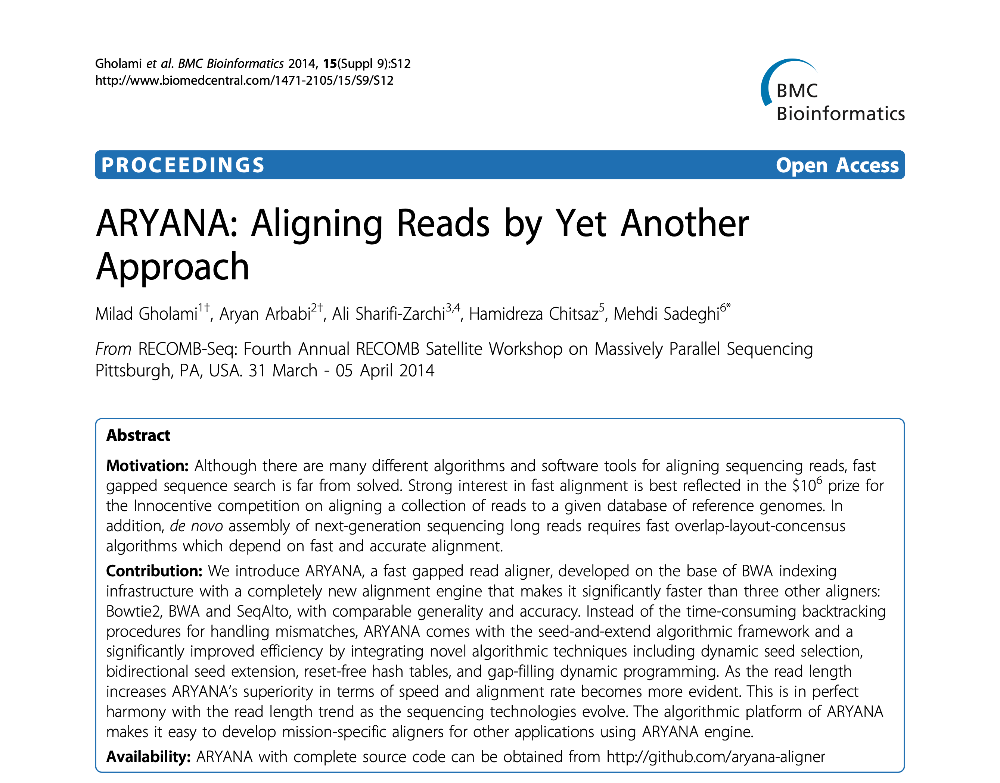 Gholami et al. BMC Bioinformatics 2014, 15(Suppl 9):S12
http://www.biomedcentral.com/1471-2105/15/S9/S12
BMC
Bioinformatics
PROCEEDINGS
Open Access
ARYANA: Aligning Reads by Yet Another
Approach
Milad Gholami1†, Aryan Arbabi2†, Ali Sharifi-Zarchi3,4, Hamidreza Chitsaz5, Mehdi Sadeghi6*
From RECOMB-Seq: Fourth Annual RECOMB Satellite Workshop on Massively Parallel Sequencing
Pittsburgh, PA, USA. 31 March - 05 April 2014
Abstract
Motivation: Although there are many different algorithms and software tools for aligning sequencing reads, fast
gapped sequence search is far from solved. Strong interest in fast alignment is best reflected in the $10⁶ prize for
the Innocentive competition on aligning a collection of reads to a given database of reference genomes. In
addition, de novo assembly of next-generation sequencing long reads requires fast overlap-layout-concensus
algorithms which depend on fast and accurate alignment.
Contribution: We introduce ARYANA, a fast gapped read aligner, developed on the base of BWA indexing
infrastructure with a completely new alignment engine that makes it significantly faster than three other aligners:
Bowtie2, BWA and SeqAlto, with comparable generality and accuracy. Instead of the time-consuming backtracking
procedures for handling mismatches, ARYANA comes with the seed-and-extend algorithmic framework and a
significantly improved efficiency by integrating novel algorithmic techniques including dynamic seed selection,
bidirectional seed extension, reset-free hash tables, and gap-filling dynamic programming. As the read length
increases ARYANA's superiority in terms of speed and alignment rate becomes more evident. This is in perfect
harmony with the read length trend as the sequencing technologies evolve. The algorithmic platform of ARYANA
makes it easy to develop mission-specific aligners for other applications using ARYANA engine.
Availability: ARYANA with complete source code can be obtained from http://github.com/aryana-aligner